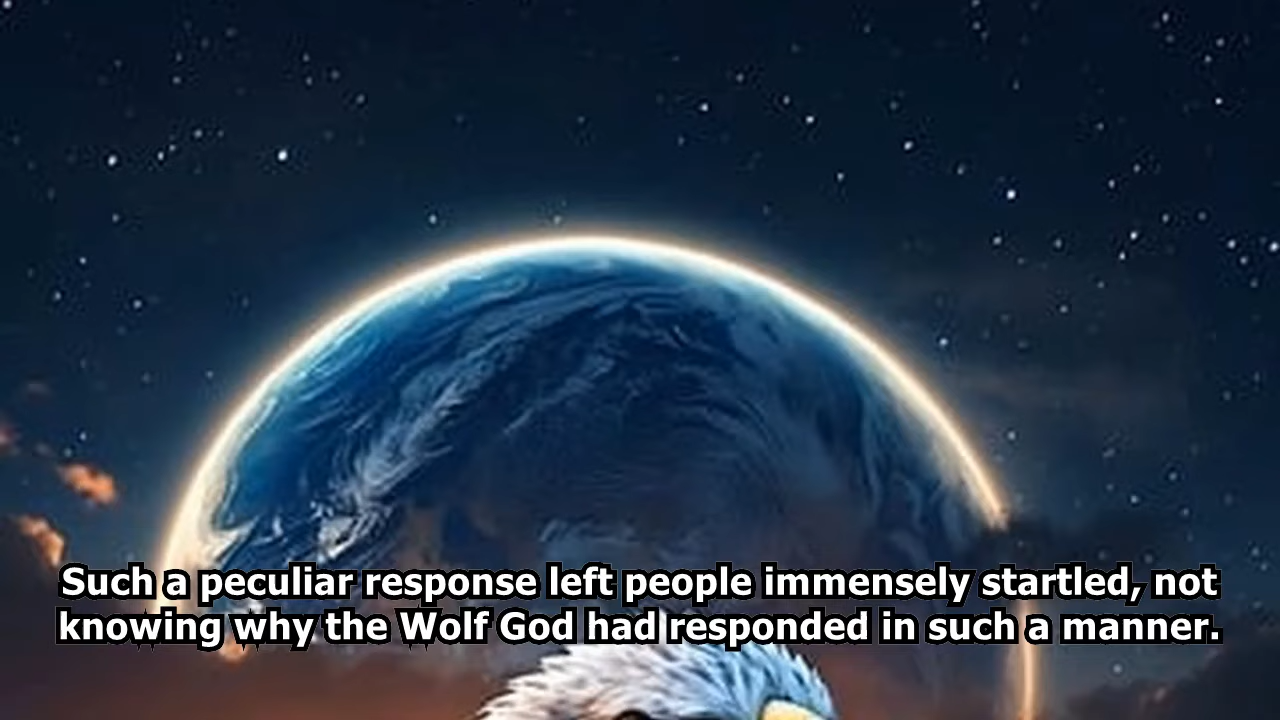 Such a peculiar response left people immensely startled, not
knowing why the Wolf God had responded in such a manner.